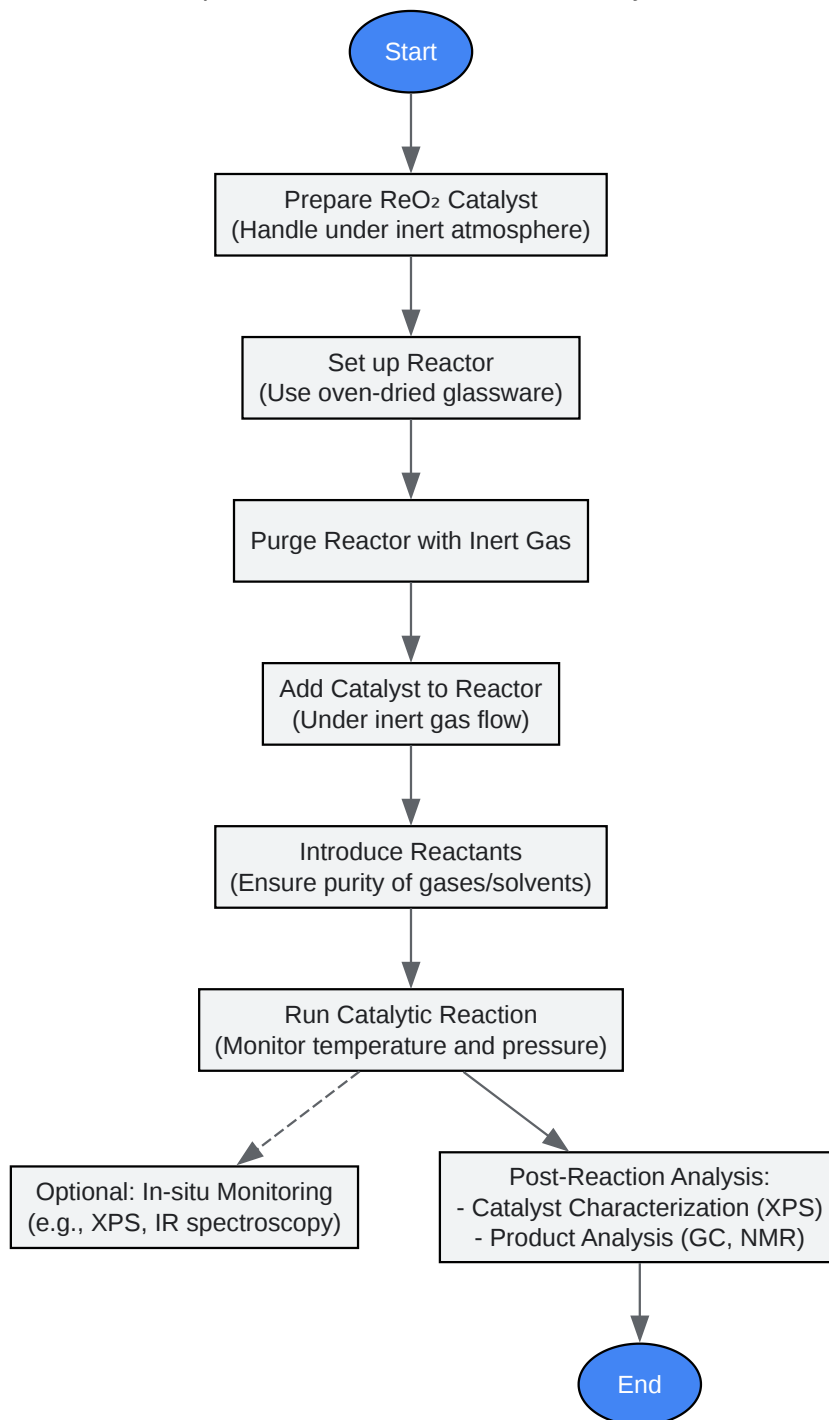 Start
Prepare ReO₂ Catalyst
(Handle under inert atmosphere)
Set up Reactor
(Use oven-dried glassware)
Purge Reactor with Inert Gas
Add Catalyst to Reactor
(Under inert gas flow)
Introduce Reactants
(Ensure purity of gases/solvents)
Run Catalytic Reaction
(Monitor temperature and pressure)
Optional: In-situ Monitoring
(e.g., XPS, IR spectroscopy)
Post-Reaction Analysis:
- Catalyst Characterization (XPS)
- Product Analysis (GC, NMR)
End